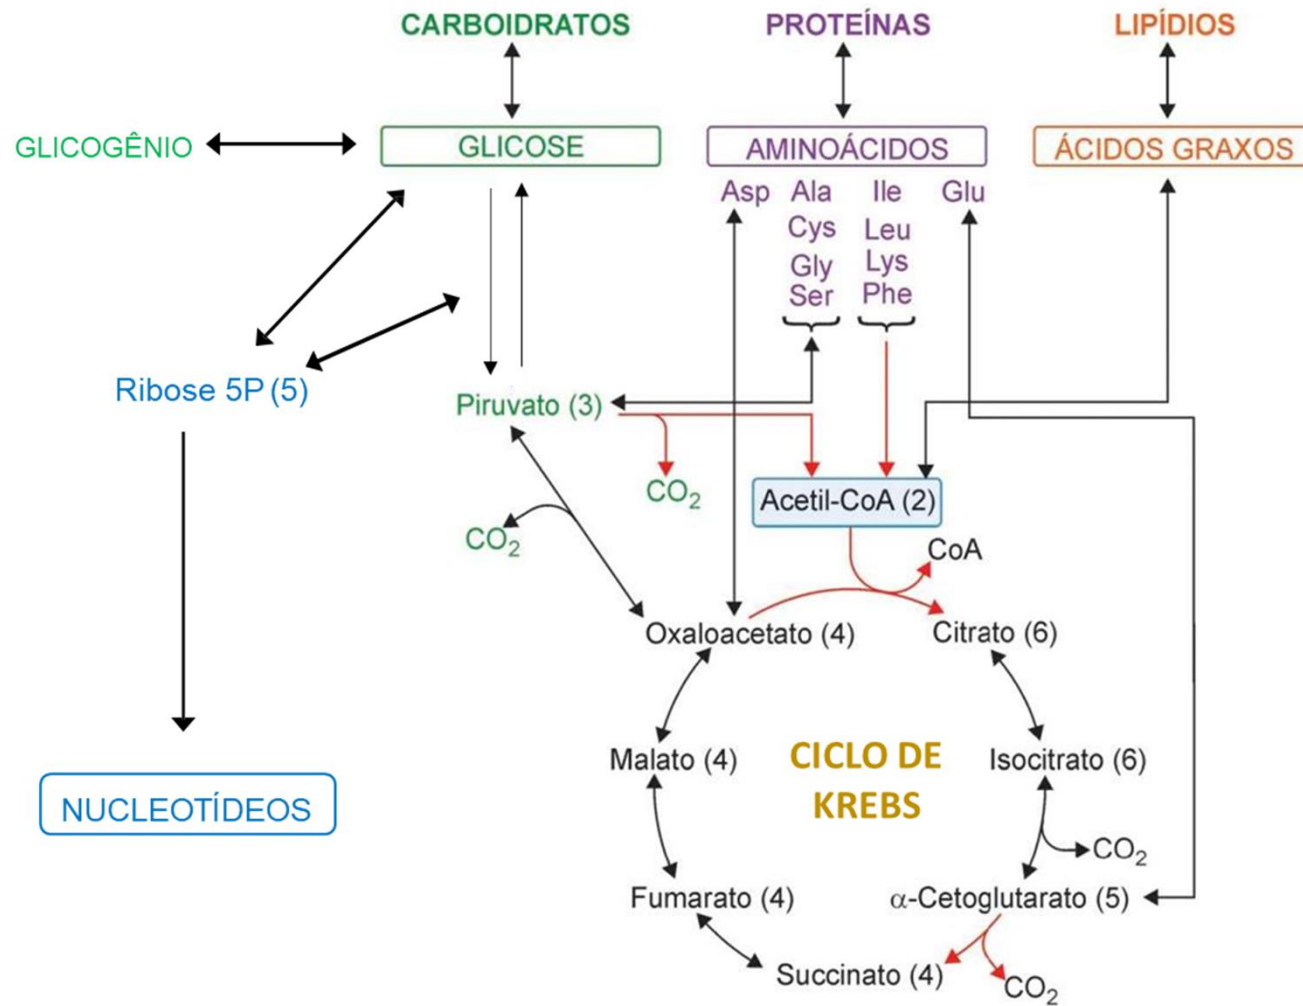 CARBOIDRATOS
PROTEÍNAS
LIPÍDIOS
GLICOGÊNIO
GLICOSE
AMINOÁCIDOS
ÁCIDOS GRAXOS
Asp
Ala
Ile
Glu
Cys
Leu
Gly
Lys
Ser
Phe
Ribose 5P (5)
Piruvato (3)
CO₂
Acetil-CoA (2)
CO₂
CoA
Oxaloacetato (4)
Citrato (6)
Malato (4)
CICLO DE
KREBS
Isocitrato (6)
NUCLEOTÍDEOS
CO₂
Fumarato (4)
α-Cetoglutarato (5)
Succinato (4)
CO₂